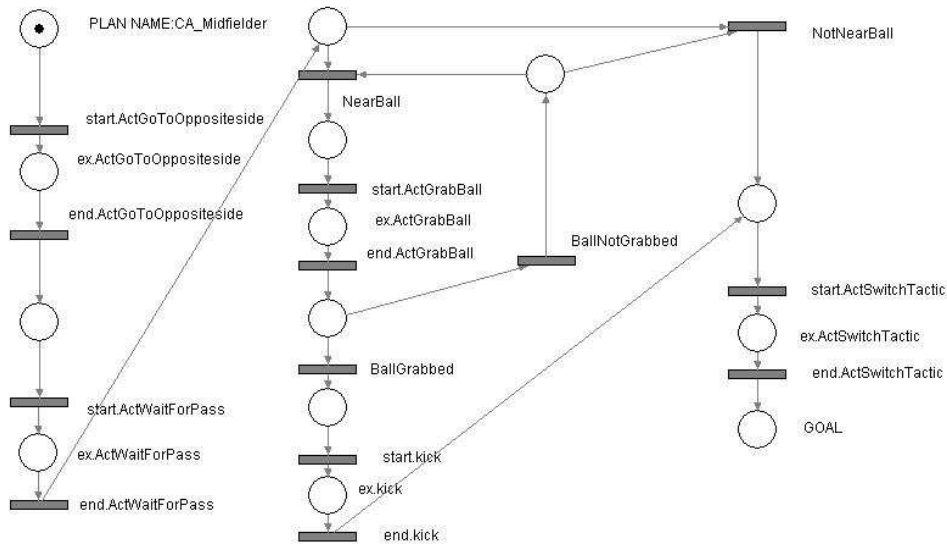 PLAN NAME:CA_Midfielder
start.ActGoToOppositeside
ex.ActGoToOppositeside
end.ActGoToOppositeside
start.ActWaitForPass
ex.ActWaitForPass
end.ActWaitForPass
NearBall
start.ActGrabBall
ex.ActGrabBall
end.ActGrabBall
BallNotGrabbed
BallGrabbed
start.kick
ex.kick
end.kick
NotNearBall
start.ActSwitchTactic
ex.ActSwitchTactic
end.ActSwitchTactic
GOAL